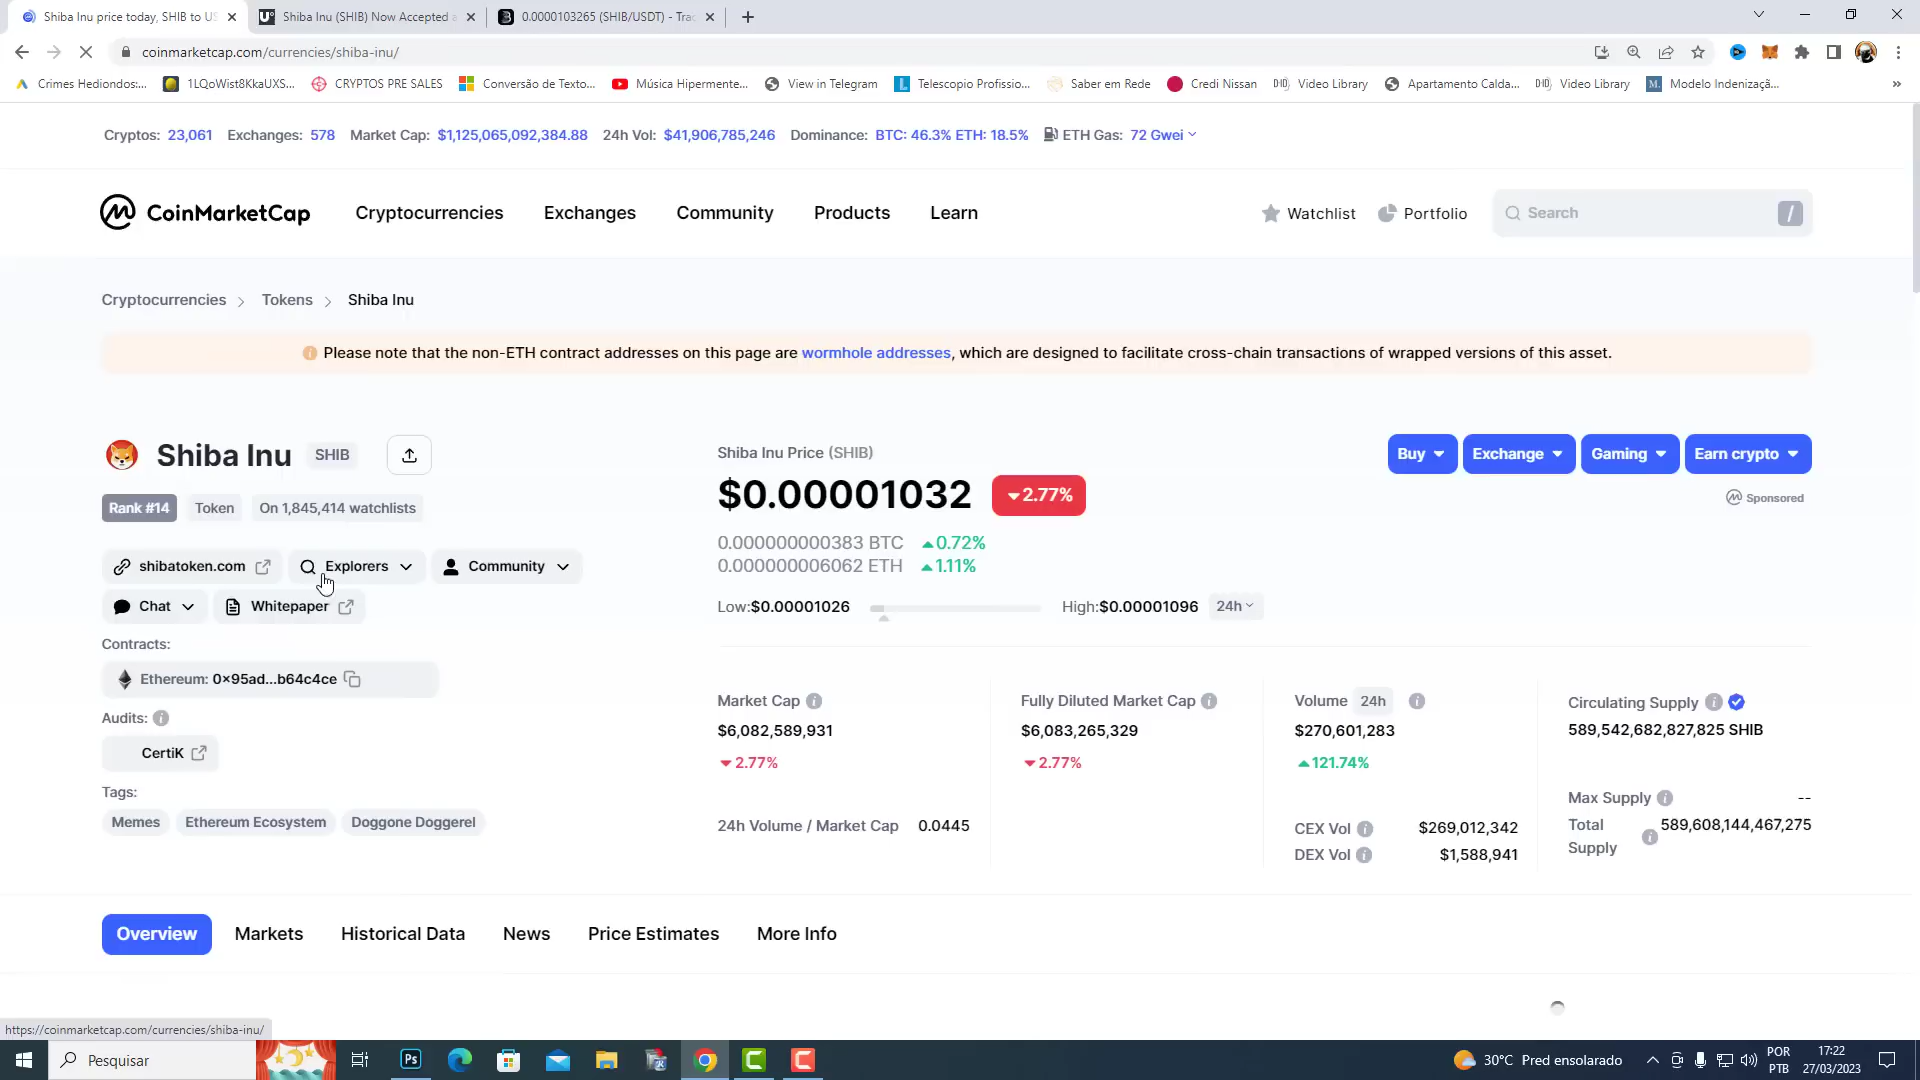 Shiba Inu price today, SHIB to US
Shiba Inu (SHIB) Now Accepted a
0.0000103265 (SHIB/USDT) - Tra
coinmarketcap.com/currencies/shiba-inu/
Crimes Hediondos:...
1LQoWist8KkaUXS...
CRYPTOS PRE SALES
Conversão de Texto...
Música Hipermente...
View in Telegram
Telescopio Profissio...
Saber em Rede
Credi Nissan
Video Library
Apartamento Calda...
Video Library
Modelo Indenizaçã...
Cryptos: 23,061 Exchanges: 578 Market Cap: $1,125,065,092,384.88 24h Vol: $41,906,785,246 Dominance: BTC: 46.3% ETH: 18.5% ETH Gas: 72 Gwei
CoinMarketCap
Cryptocurrencies Exchanges Community Products Learn
Watchlist Portfolio Search /
Cryptocurrencies > Tokens > Shiba Inu
Please note that the non-ETH contract addresses on this page are wormhole addresses, which are designed to facilitate cross-chain transactions of wrapped versions of this asset.
Shiba Inu SHIB
Rank #14 Token On 1,845,414 watchlists
shibatoken.com Explorers Community
Chat Whitepaper
Contracts:
Ethereum: 0x95ad...b64c4ce
Audits:
CertiK
Tags:
Memes Ethereum Ecosystem Doggone Doggerel
Shiba Inu Price (SHIB)
$0.00001032 2.77%
0.000000000383 BTC 0.72%
0.000000006062 ETH 1.11%
Low:$0.00001026 High:$0.00001096 24h
Buy Exchange Gaming Earn crypto
Sponsored
Market Cap
$6,082,589,931
2.77%
24h Volume / Market Cap 0.0445
Fully Diluted Market Cap
$6,083,265,329
2.77%
Volume 24h
$270,601,283
121.74%
CEX Vol $269,012,342
DEX Vol $1,588,941
Circulating Supply
589,542,682,827,825 SHIB
Max Supply --
Total Supply 589,608,144,467,275
Overview Markets Historical Data News Price Estimates More Info
https://coinmarketcap.com/currencies/shiba-inu/
Pesquisar
Ps
30°C Pred ensolarado
POR
PTB
17:22
27/03/2023